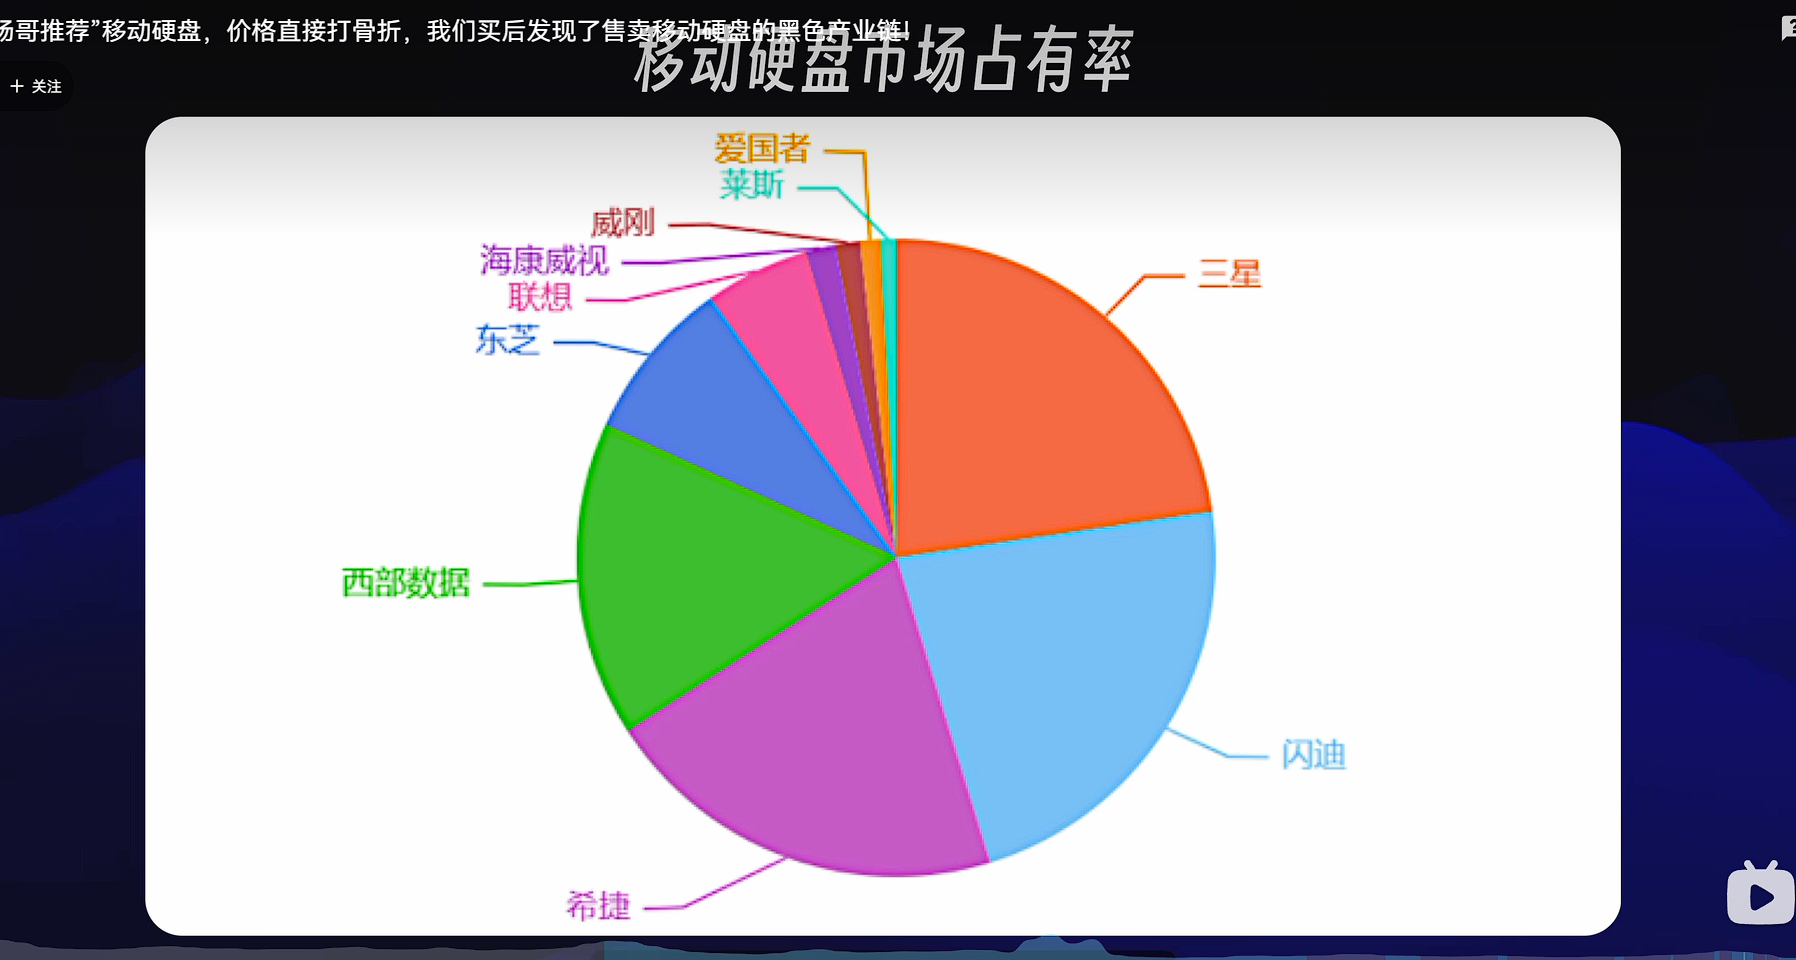 场哥推荐”移动硬盘，价格直接打骨折，我们买后发现了售卖移动硬盘的黑色产业链！
移动硬盘市场占有率
+ 关注
爱国者
莱斯
威刚
海康威视
联想
东芝
三星
西部数据
闪迪
希捷